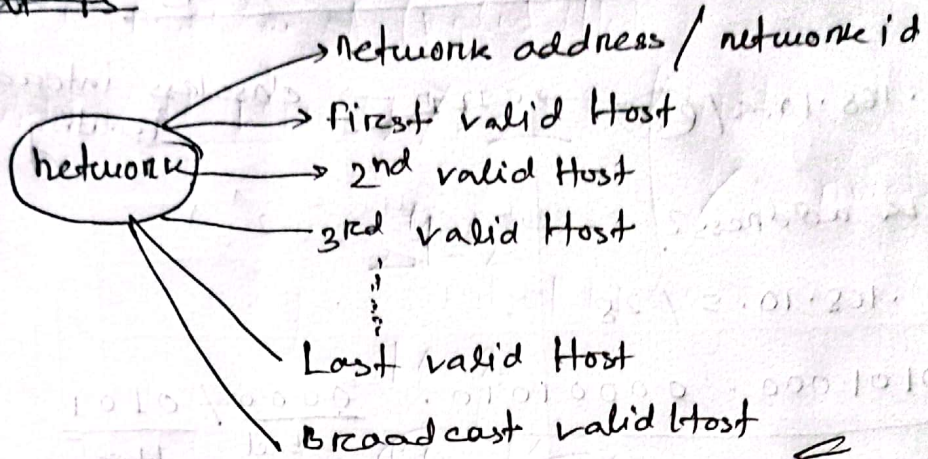 network address / network id
first valid Host
network
2nd valid Host
3rd valid Host
Last valid Host
Broadcast valid Host